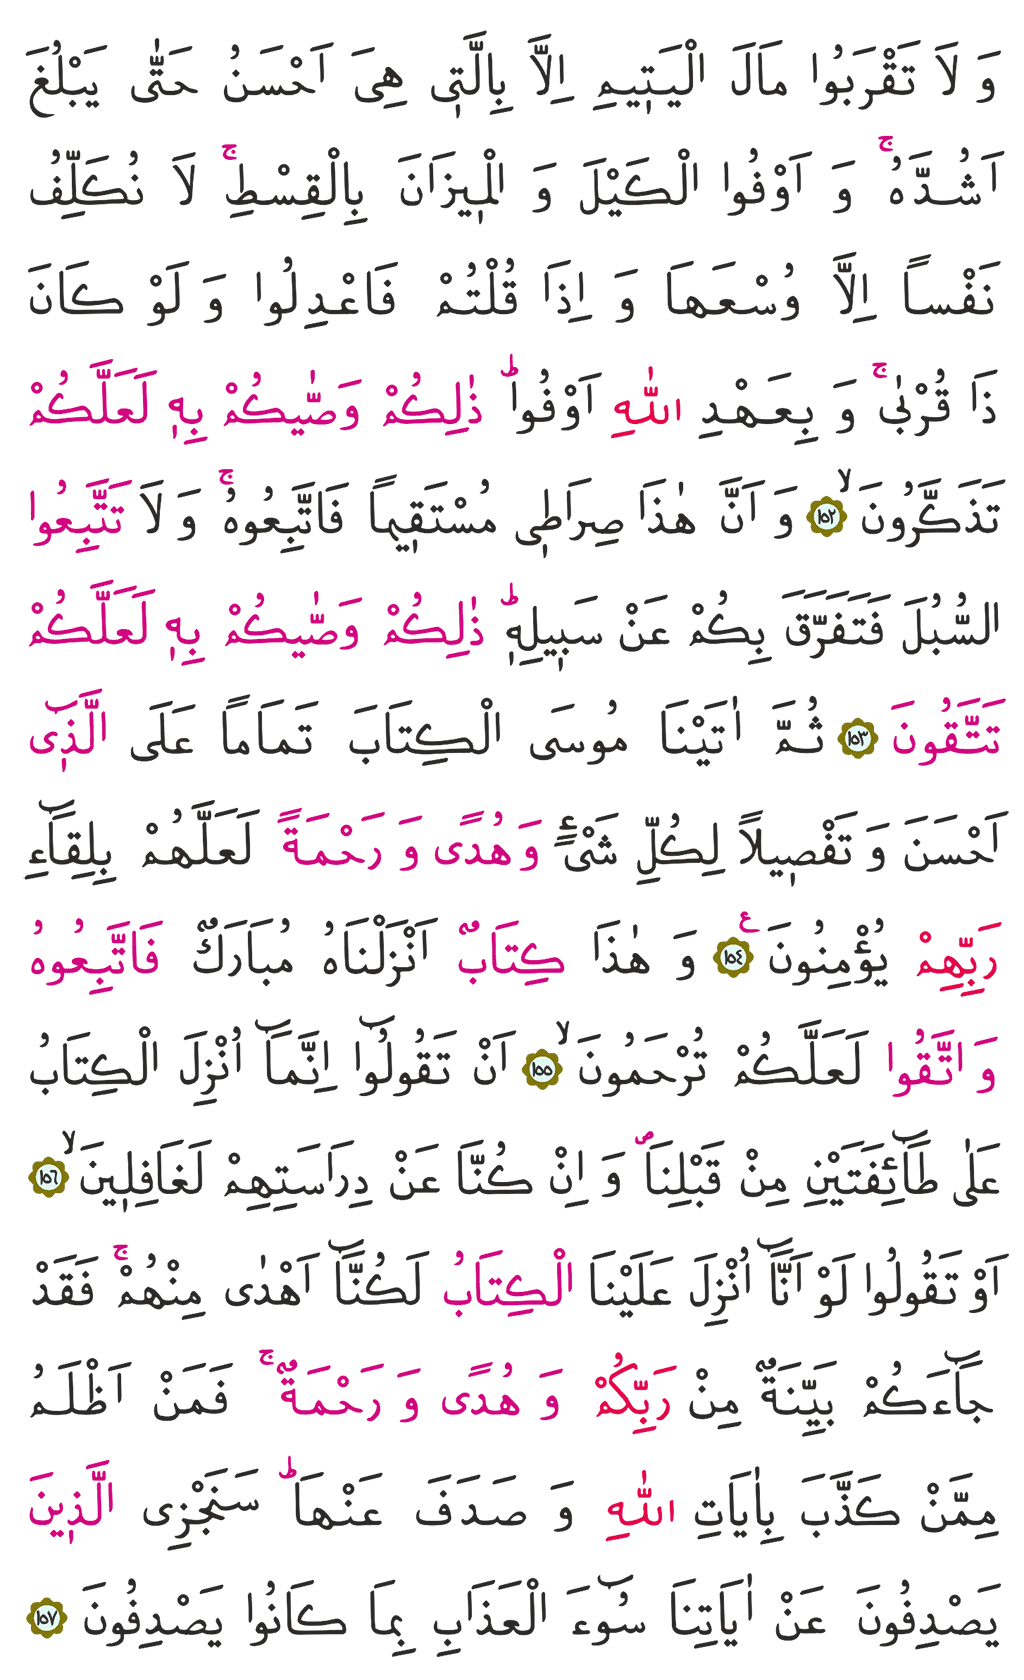 وَ لَا تَقْرَبُوا مَالَ الْيَتٖيمِ اِلَّا بِالَّتٖى هِىَ اَحْسَنُ حَتّٰى يَبْلُغَ
اَشُدَّهُۚ وَ اَوْفُوا الْكَيْلَ وَ الْمٖيزَانَ بِالْقِسْطِۚ لَا نُكَلِّفُ
نَفْساً اِلَّا وُسْعَهَا وَ اِذَا قُلْتُمْ فَاعْدِلُوا وَ لَوْ كَانَ
ذَا قُرْبٰىۚ وَ بِعَهْدِ اللّٰهِ اَوْفُواؕ ذٰلِكُمْ وَصّٰيكُمْ بِهٖ لَعَلَّكُمْ
تَذَكَّرُونَۙ ١٥٢ وَ اَنَّ هٰذَا صِرَاطٖى مُسْتَقٖيماً فَاتَّبِعُوهُۚ وَ لَا تَتَّبِعُوا
السُّبُلَ فَتَفَرَّقَ بِكُمْ عَنْ سَبٖيلِهٖؕ ذٰلِكُمْ وَصّٰيكُمْ بِهٖ لَعَلَّكُمْ
تَتَّقُونَ ١٥٣ ثُمَّ اٰتَيْنَا مُوسَى الْكِتَابَ تَمَاماً عَلَى الَّذٖٓى
اَحْسَنَ وَ تَفْصٖيلاً لِكُلِّ شَىْءٍ وَ هُدًى وَ رَحْمَةً لَعَلَّهُمْ بِلِقَٓاءِ
رَبِّهِمْ يُؤْمِنُونَ ࣖ ١٥٤ وَ هٰذَا كِتَابٌ اَنْزَلْنَاهُ مُبَارَكٌ فَاتَّبِعُوهُ
وَ اتَّقُوا لَعَلَّكُمْ تُرْحَمُونَۙ ١٥٥ اَنْ تَقُولُٓوا اِنَّمَٓا اُنْزِلَ الْكِتَابُ
عَلٰى طَٓائِفَتَيْنِ مِنْ قَبْلِنَاࣕ وَ اِنْ كُنَّا عَنْ دِرَاسَتِهِمْ لَغَافِلٖينَۙ ١٥٦
اَوْ تَقُولُوا لَوْ اَنَّٓا اُنْزِلَ عَلَيْنَا الْكِتَابُ لَكُنَّٓا اَهْدٰى مِنْهُمْۚ فَقَدْ
جَٓاءَكُمْ بَيِّنَةٌ مِنْ رَبِّكُمْ وَ هُدًى وَ رَحْمَةٌۚ فَمَنْ اَظْلَمُ
مِمَّنْ كَذَّبَ بِاٰيَاتِ اللّٰهِ وَ صَدَفَ عَنْهَاؕ سَنَجْزِى الَّذٖينَ
يَصْدِفُونَ عَنْ اٰيَاتِنَا سُٓوءَ الْعَذَابِ بِمَا كَانُوا يَصْدِفُونَ ١٥٧